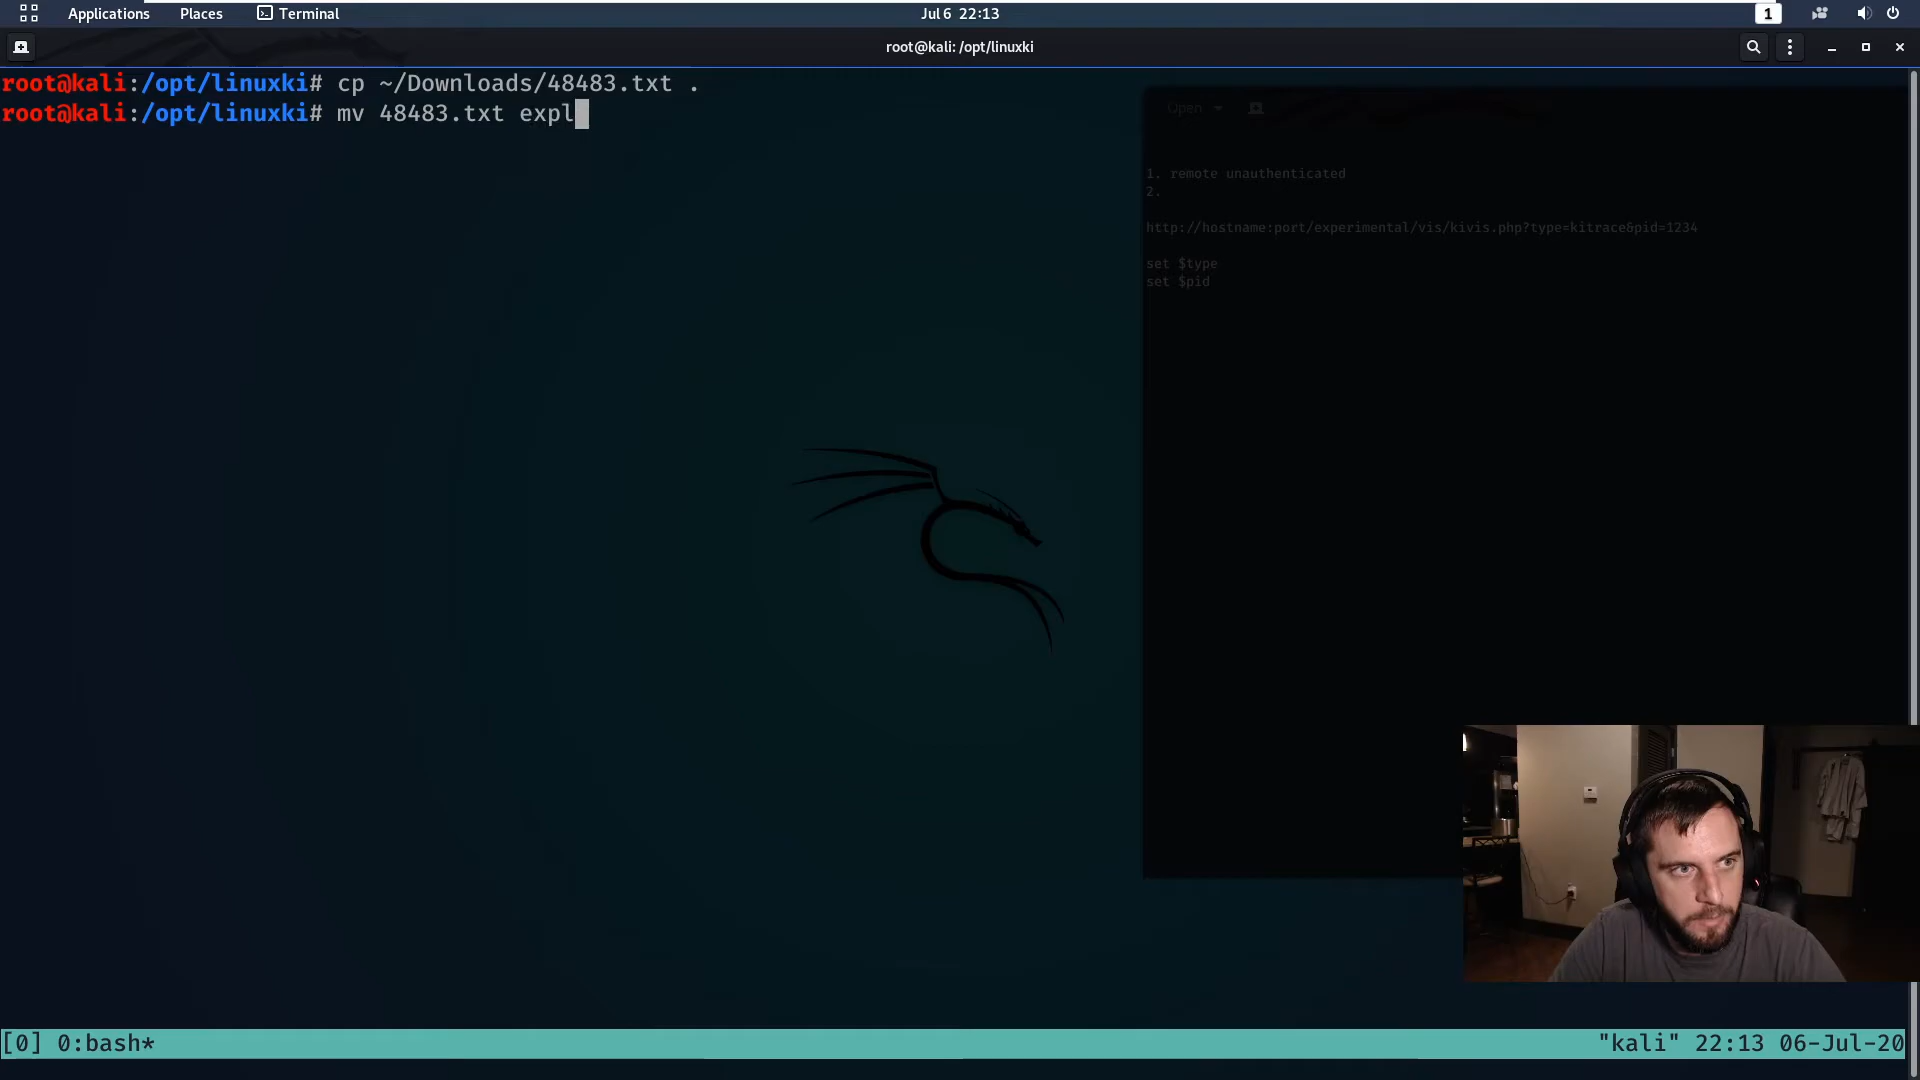 Applications Places Terminal Jul 6 22:13 1
root@kali: /opt/linuxki
root@kali:/opt/linuxki# cp ~/Downloads/48483.txt .
root@kali:/opt/linuxki# mv 48483.txt expl
Open
1. remote unauthenticated
2.
http://hostname:port/experimental/vis/kivis.php?type=kitrace&pid=1234
set $type
set $pid
[0] 0:bash* "kali" 22:13 06-Jul-20